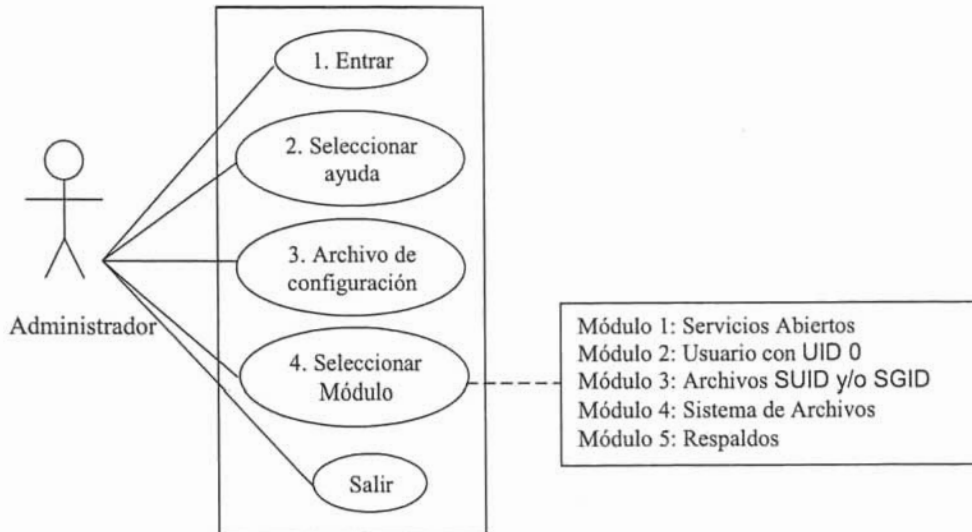 1. Entrar
2. Seleccionar
ayuda
3. Archivo de
configuración
Administrador
4. Seleccionar
Módulo
Salir
Módulo 1: Servicios Abiertos
Módulo 2: Usuario con UID 0
Módulo 3: Archivos SUID y/o SGID
Módulo 4: Sistema de Archivos
Módulo 5: Respaldos